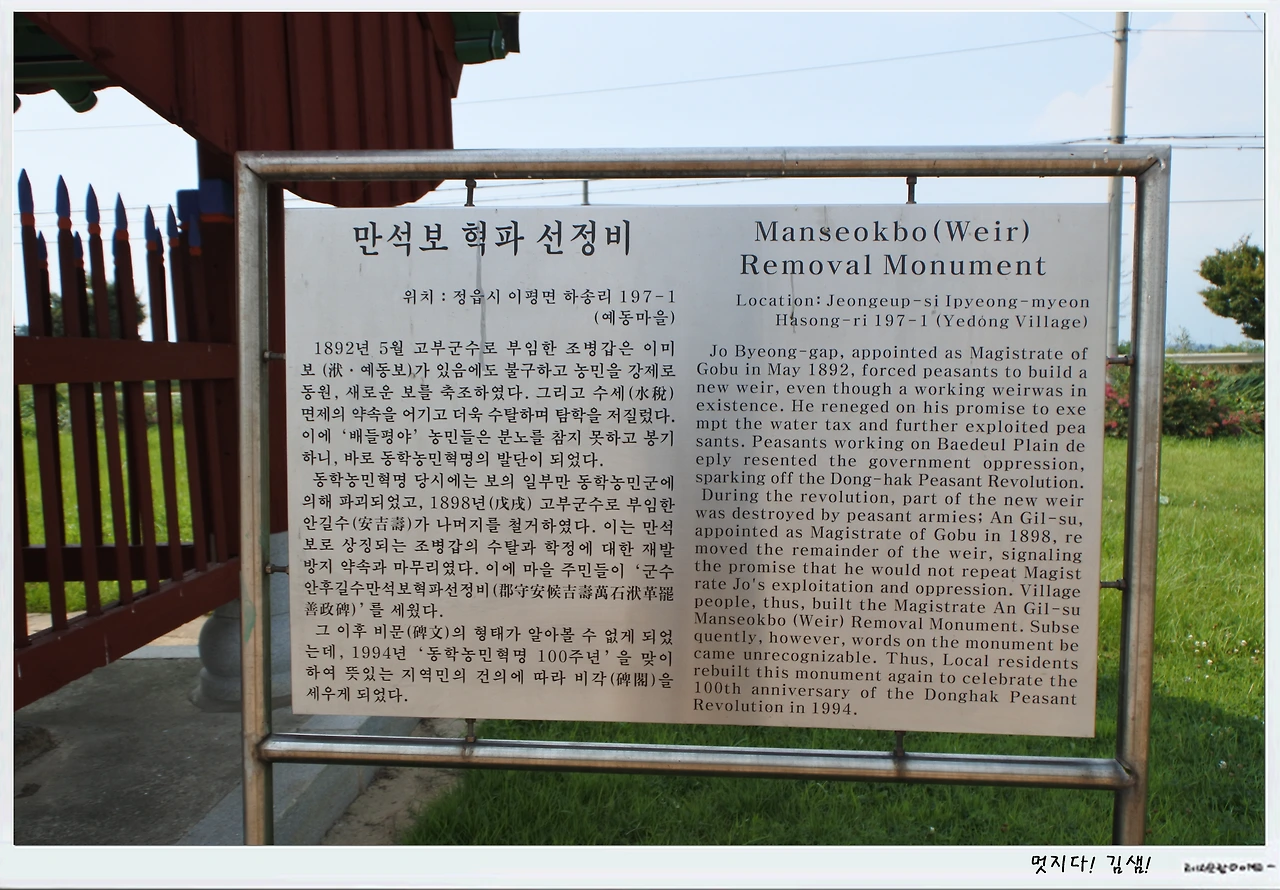 만석보 혁파 선정비
위치 : 정읍시 이평면 하송리 197-1
(예동마을)
1892년 5월 고부군수로 부임한 조병갑은 이미
보 (洑·예동보)가 있음에도 불구하고 농민을 강제로
동원, 새로운 보를 축조하였다. 그리고 수세(水稅)
면제의 약속을 어기고 더욱 수탈하며 탐학을 저질렀다.
이에 ‘배들평야’ 농민들은 분노를 참지 못하고 봉기
하니, 바로 동학농민혁명의 발단이 되었다.
동학농민혁명 당시에는 보의 일부만 동학농민군에
의해 파괴되었고, 1898년(戊戌) 고부군수로 부임한
안길수(安吉壽)가 나머지를 철거하였다. 이는 만석
보로 상징되는 조병갑의 수탈과 학정에 대한 재발
방지 약속과 마무리였다. 이에 마을 주민들이 ‘군수
안후길수만석보혁파선정비(郡守安候吉壽萬石洑革罷
善政碑)’를 세웠다.
그 이후 비문(碑文)의 형태가 알아볼 수 없게 되었
는데, 1994년 ‘동학농민혁명 100주년’을 맞이
하여 뜻있는 지역민의 건의에 따라 비각(碑閣)을
세우게 되었다.
Manseokbo(Weir)
Removal Monument
Location: Jeongeup-si Ipyeong-myeon
Hasong-ri 197-1 (Yedong Village)
Jo Byeong-gap, appointed as Magistrate of
Gobu in May 1892, forced peasants to build a
new weir, even though a working weirwas in
existence. He reneged on his promise to exe
mpt the water tax and further exploited pea
sants. Peasants working on Baedeul Plain de
eply resented the government oppression,
sparking off the Dong-hak Peasant Revolution.
During the revolution, part of the new weir
was destroyed by peasant armies; An Gil-su,
appointed as Magistrate of Gobu in 1898, re
moved the remainder of the weir, signaling
the promise that he would not repeat Magist
rate Jo's exploitation and oppression. Village
people, thus, built the Magistrate An Gil-su
Manseokbo (Weir) Removal Monument. Subse
quently, however, words on the monument be
came unrecognizable. Thus, Local residents
rebuilt this monument again to celebrate the
100th anniversary of the Donghak Peasant
Revolution in 1994.
멋지다! 김샘!